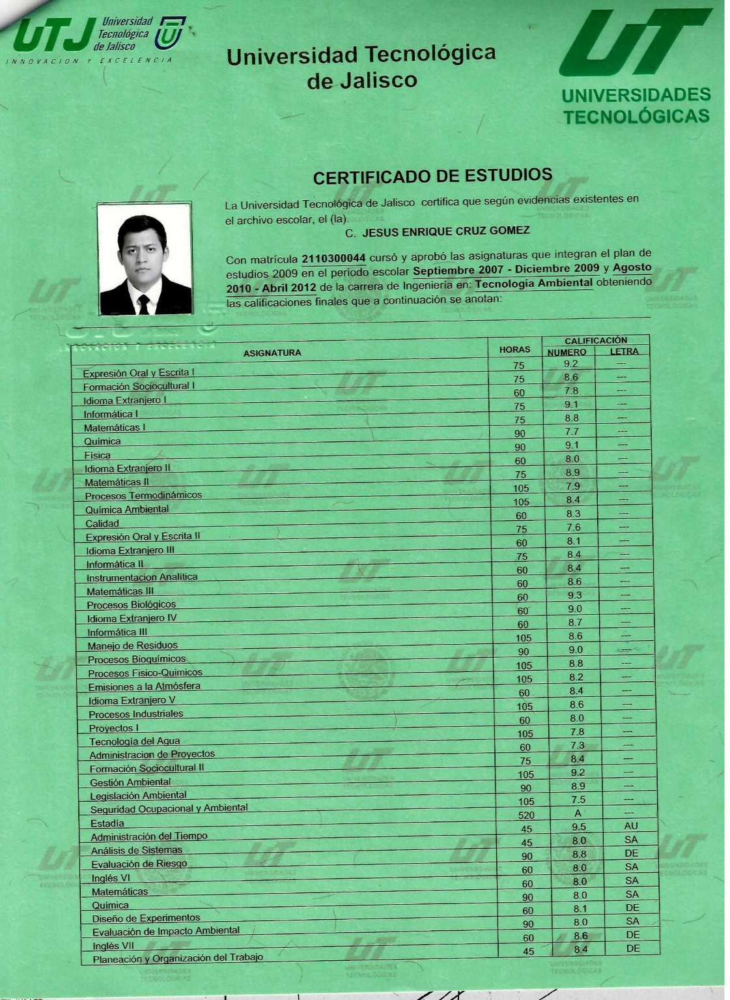 UTJ
Universidad
Tecnológica
de Jalisco
INNOVACION Y EXCELENCIA
Universidad Tecnológica
de Jalisco
UT
UNIVERSIDADES
TECNOLÓGICAS
CERTIFICADO DE ESTUDIOS
La Universidad Tecnológica de Jalisco certifica que según evidencias existentes en
el archivo escolar, el (la).
C. JESUS ENRIQUE CRUZ GOMEZ
Con matrícula 2110300044 cursó y aprobó las asignaturas que integran el plan de
estudios 2009 en el periodo escolar Septiembre 2007 - Diciembre 2009 y Agosto
2010 - Abril 2012 de la carrera de Ingeniería en: Tecnología Ambiental obteniendo
las calificaciones finales que a continuación se anotan:
ASIGNATURA HORAS CALIFICACIÓN
NUMERO LETRA
Expresión Oral y Escrita I 75 9.2 ---
Formación Sociocultural I 75 8.6 ---
Idioma Extranjero I 60 7.8 ---
Informática I 75 9.1 ---
Matemáticas I 75 8.8 ---
Química 90 7.7 ---
Física 90 9.1 ---
Idioma Extranjero II 60 8.0 ---
Matemáticas II 75 8.9 ---
Procesos Termodinámicos 105 7.9 ---
Química Ambiental 105 8.4 ---
Calidad 60 8.3 ---
Expresión Oral y Escrita II 75 7.6 ---
Idioma Extranjero III 60 8.1 ---
Informática II 75 8.4 ---
Instrumentacion Analítica 60 8.4 ---
Matemáticas III 60 8.6 ---
Procesos Biológicos 60 9.3 ---
Idioma Extranjero IV 60 9.0 ---
Informática III 60 8.7 ---
Manejo de Residuos 105 8.6 ---
Procesos Bioquímicos 90 9.0 ---
Procesos Fisico-Quimicos 105 8.8 ---
Emisiones a la Atmósfera 105 8.2 ---
Idioma Extranjero V 60 8.4 ---
Procesos Industriales 105 8.6 ---
Proyectos I 60 8.0 ---
Tecnología del Agua 105 7.8 ---
Administracion de Proyectos 60 7.3 ---
Formación Sociocultural II 75 8.4 ---
Gestión Ambiental 105 9.2 ---
Legislación Ambiental 90 8.9 ---
Seguridad Ocupacional y Ambiental 105 7.5 ---
Estadía 520 A ---
Administración del Tiempo 45 9.5 AU
Análisis de Sistemas 45 8.0 SA
Evaluación de Riesgo 90 8.8 DE
Inglés VI 60 8.0 SA
Matemáticas 60 8.0 SA
Química 90 8.0 SA
Diseño de Experimentos 60 8.1 DE
Evaluación de Impacto Ambiental 90 8.0 SA
Inglés VII 60 8.6 DE
Planeación y Organización del Trabajo 45 8.4 DE